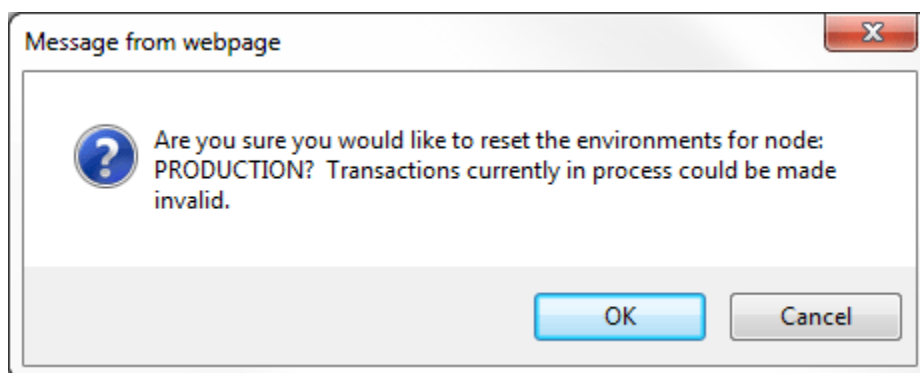 Message from webpage
Are you sure you would like to reset the environments for node:
PRODUCTION?  Transactions currently in process could be made
invalid.
OK
Cancel